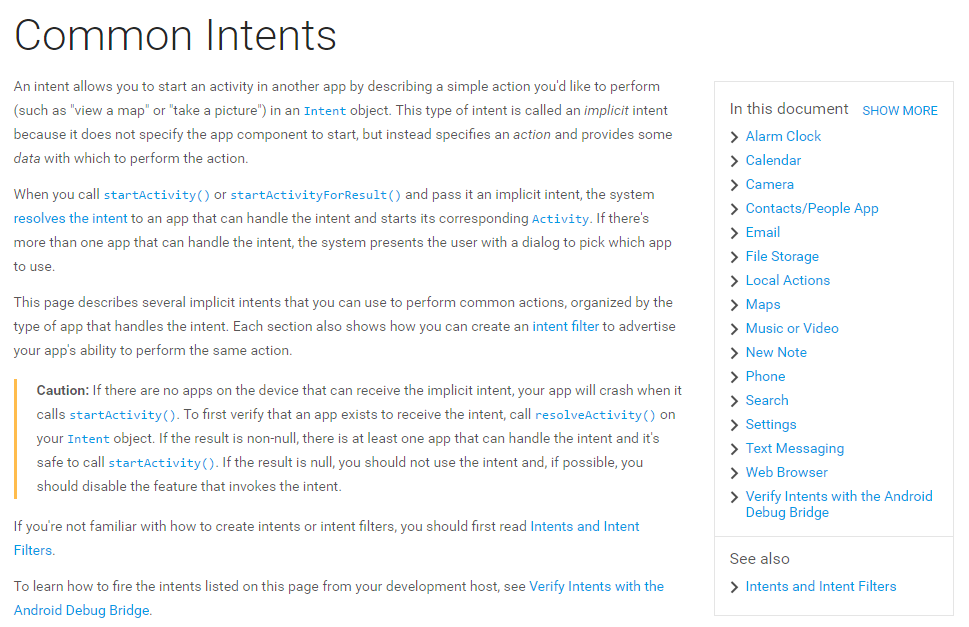 Common Intents
An intent allows you to start an activity in another app by describing a simple action you'd like to perform
(such as "view a map" or "take a picture") in an Intent object. This type of intent is called an implicit intent
because it does not specify the app component to start, but instead specifies an action and provides some
data with which to perform the action.
When you call startActivity() or startActivityForResult() and pass it an implicit intent, the system
resolves the intent to an app that can handle the intent and starts its corresponding Activity. If there's
more than one app that can handle the intent, the system presents the user with a dialog to pick which app
to use.
This page describes several implicit intents that you can use to perform common actions, organized by the
type of app that handles the intent. Each section also shows how you can create an intent filter to advertise
your app's ability to perform the same action.
Caution: If there are no apps on the device that can receive the implicit intent, your app will crash when it
calls startActivity(). To first verify that an app exists to receive the intent, call resolveActivity() on
your Intent object. If the result is non-null, there is at least one app that can handle the intent and it's
safe to call startActivity(). If the result is null, you should not use the intent and, if possible, you
should disable the feature that invokes the intent.
If you're not familiar with how to create intents or intent filters, you should first read Intents and Intent
Filters.
To learn how to fire the intents listed on this page from your development host, see Verify Intents with the
Android Debug Bridge.
In this document SHOW MORE
Alarm Clock
Calendar
Camera
Contacts/People App
Email
File Storage
Local Actions
Maps
Music or Video
New Note
Phone
Search
Settings
Text Messaging
Web Browser
Verify Intents with the Android
Debug Bridge
See also
Intents and Intent Filters